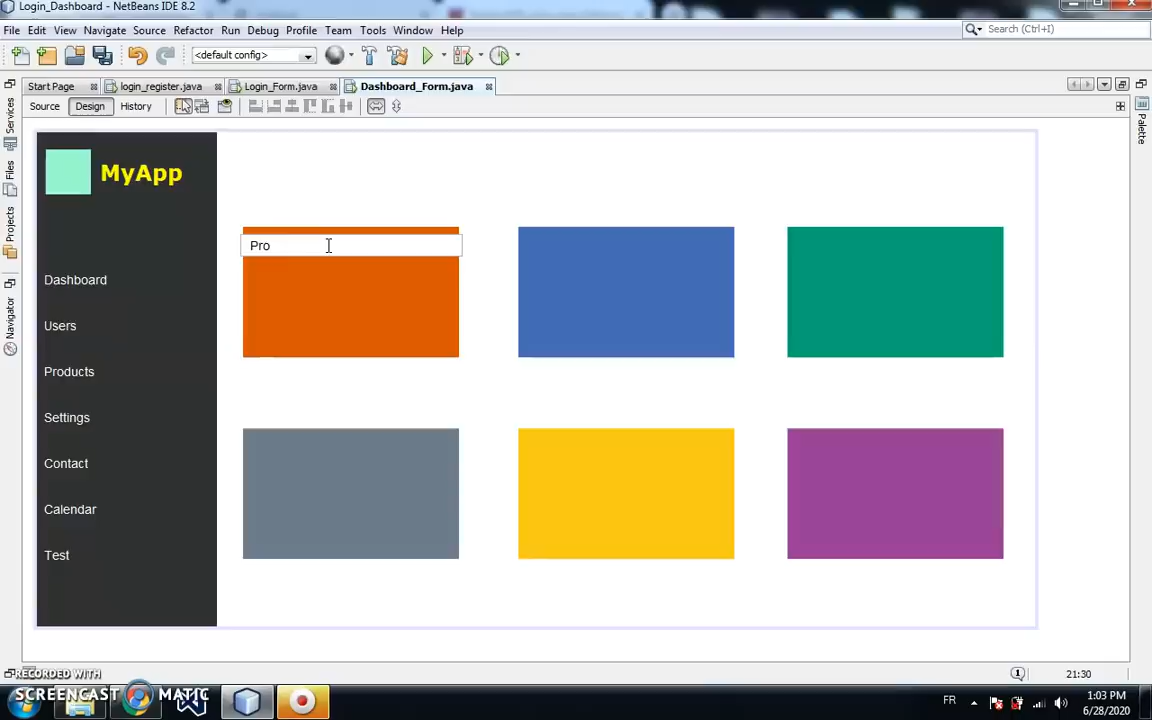 Login_Dashboard - NetBeans IDE 8.2
File Edit View Navigate Source Refactor Run Debug Profile Team Tools Window Help
Search (Ctrl+I)
<default config>
Start Page login_register.java Login_Form.java Dashboard_Form.java
Source Design History
Services
Files
Projects
Navigator
Palette
MyApp
Pro
Dashboard
Users
Products
Settings
Contact
Calendar
Test
1
21:30
RECORDED WITH
SCREENCAST MATIC
FR
1:03 PM
6/28/2020